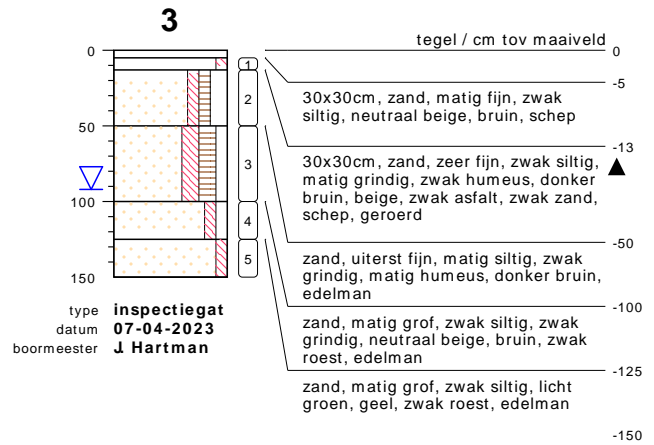 3
tegel / cm tov maaiveld
0
0
-5
1
30x30cm, zand, matig fijn, zwak
siltig, neutraal beige, bruin, schep
2
50
-13
30x30cm, zand, zeer fijn, zwak siltig,
matig grindig, zwak humeus, donker
bruin, beige, zwak asfalt, zwak zand,
schep, geroerd
3
100
-50
zand, uiterst fijn, matig siltig, zwak
grindig, matig humeus, donker bruin,
edelman
4
5
150
-100
zand, matig grof, zwak siltig, zwak
grindig, neutraal beige, bruin, zwak
roest, edelman
-125
zand, matig grof, zwak siltig, licht
groen, geel, zwak roest, edelman
-150
type inspectiegat
datum 07-04-2023
boormeester J. Hartman